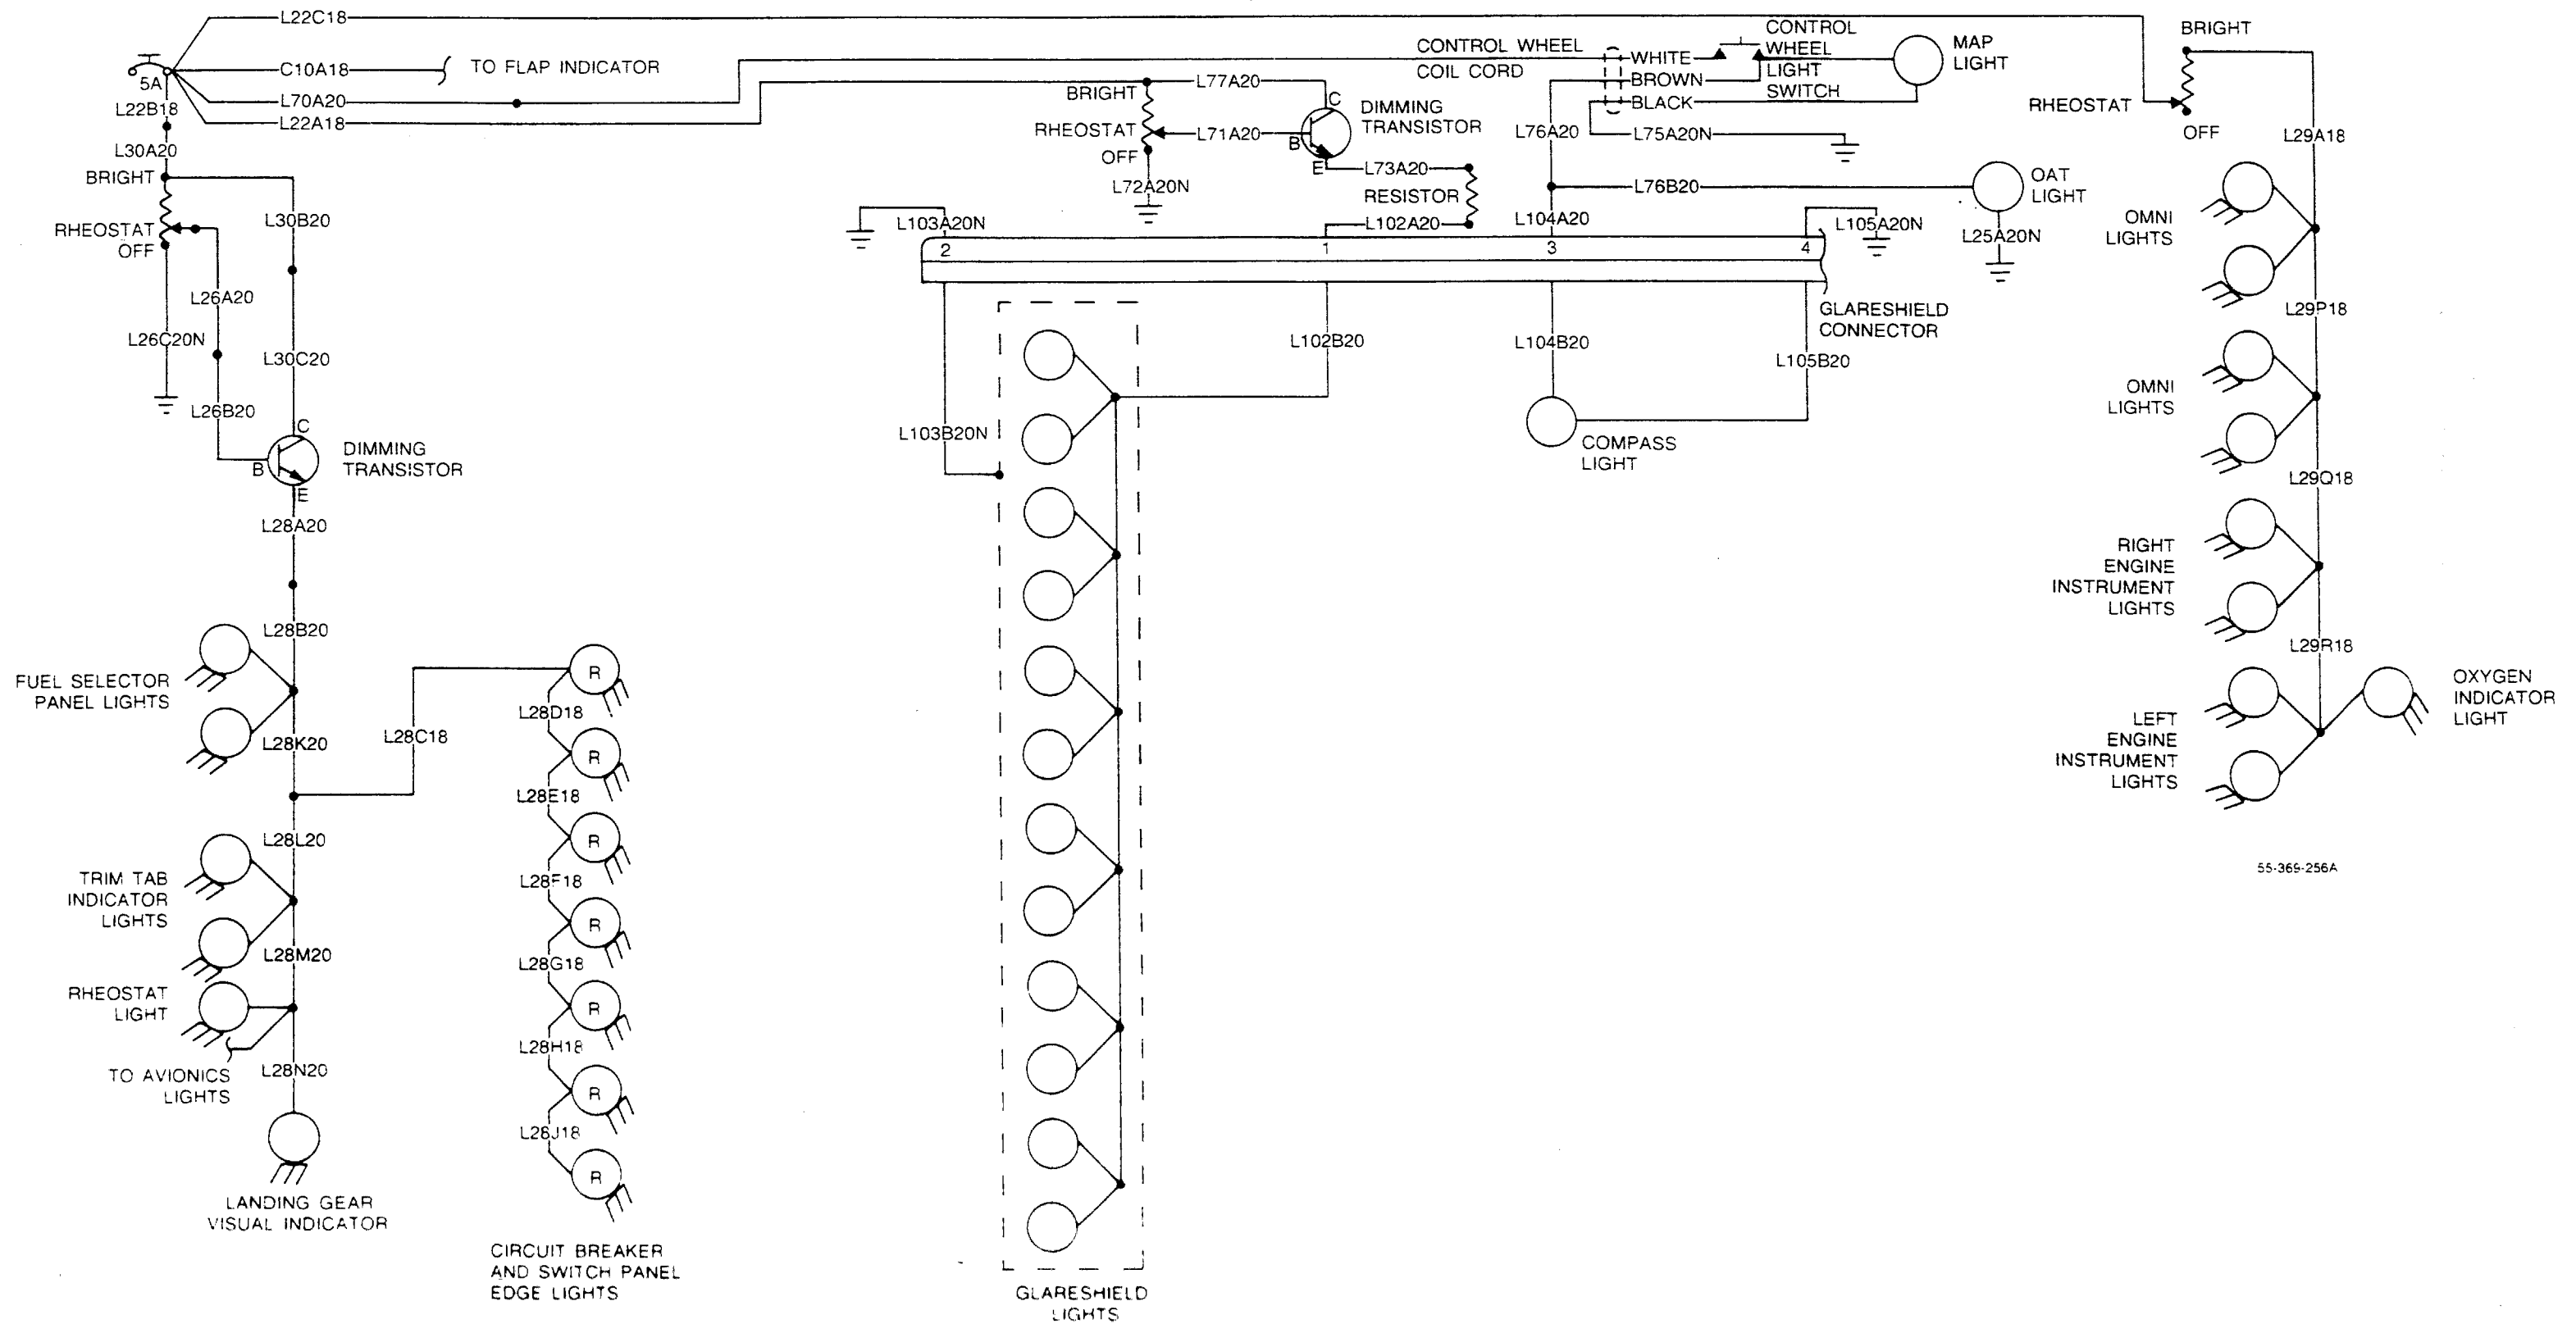 L22C18
C10A18
TO FLAP INDICATOR
5A
L22B18
L70A20
L22A18
L30A20
BRIGHT
RHEOSTAT
OFF
L30B20
L26A20
L26C20N
L30C20
L26B20
C
B
E
DIMMING
TRANSISTOR
L28A20
L28B20
FUEL SELECTOR
PANEL LIGHTS
L28K20
L28C18
L28L20
TRIM TAB
INDICATOR
LIGHTS
L28M20
RHEOSTAT
LIGHT
TO AVIONICS
LIGHTS
L28N20
LANDING GEAR
VISUAL INDICATOR
R
L28D18
R
L28E18
R
L28F18
R
L28G18
R
L28H18
R
L28J18
R
CIRCUIT BREAKER
AND SWITCH PANEL
EDGE LIGHTS
CONTROL WHEEL
COIL CORD
WHITE
BROWN
BLACK
CONTROL
WHEEL
LIGHT
SWITCH
MAP
LIGHT
BRIGHT
L77A20
RHEOSTAT
L71A20
OFF
L72A20N
C
B
E
DIMMING
TRANSISTOR
L73A20
RESISTOR
L102A20
L76A20
L75A20N
L76B20
OAT
LIGHT
L25A20N
L103A20N
L104A20
L105A20N
2
1
3
4
GLARESHIELD
CONNECTOR
L102B20
L104B20
L105B20
L103B20N
COMPASS
LIGHT
GLARESHIELD
LIGHTS
BRIGHT
RHEOSTAT
OFF
L29A18
OMNI
LIGHTS
L29P18
OMNI
LIGHTS
L29Q18
RIGHT
ENGINE
INSTRUMENT
LIGHTS
L29R18
LEFT
ENGINE
INSTRUMENT
LIGHTS
OXYGEN
INDICATOR
LIGHT
55-369-256A